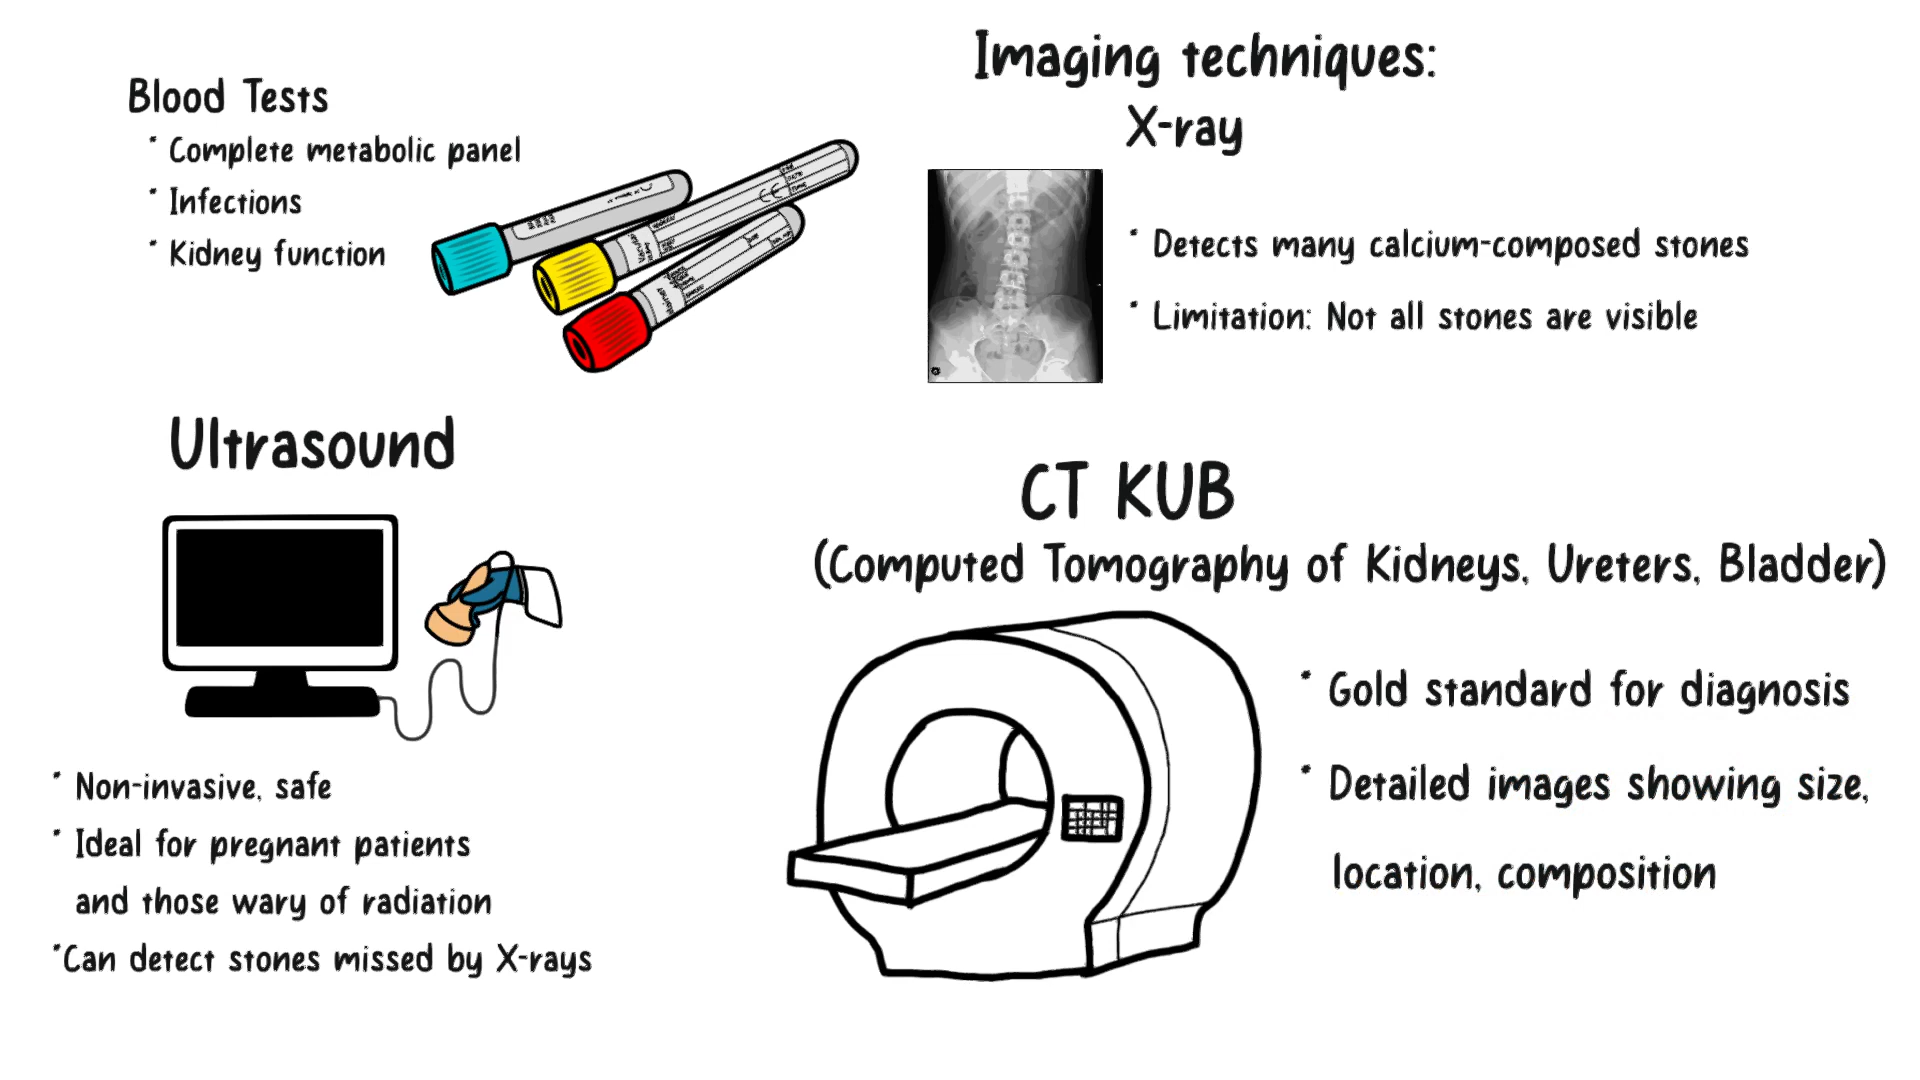 Blood Tests
* Complete metabolic panel
* Infections
* Kidney function
Imaging techniques:
X-ray
* Detects many calcium-composed stones
* Limitation: Not all stones are visible
Ultrasound
* Non-invasive, safe
* Ideal for pregnant patients
and those wary of radiation
*Can detect stones missed by X-rays
CT KUB
(Computed Tomography of Kidneys, Ureters, Bladder)
* Gold standard for diagnosis
* Detailed images showing size,
location, composition